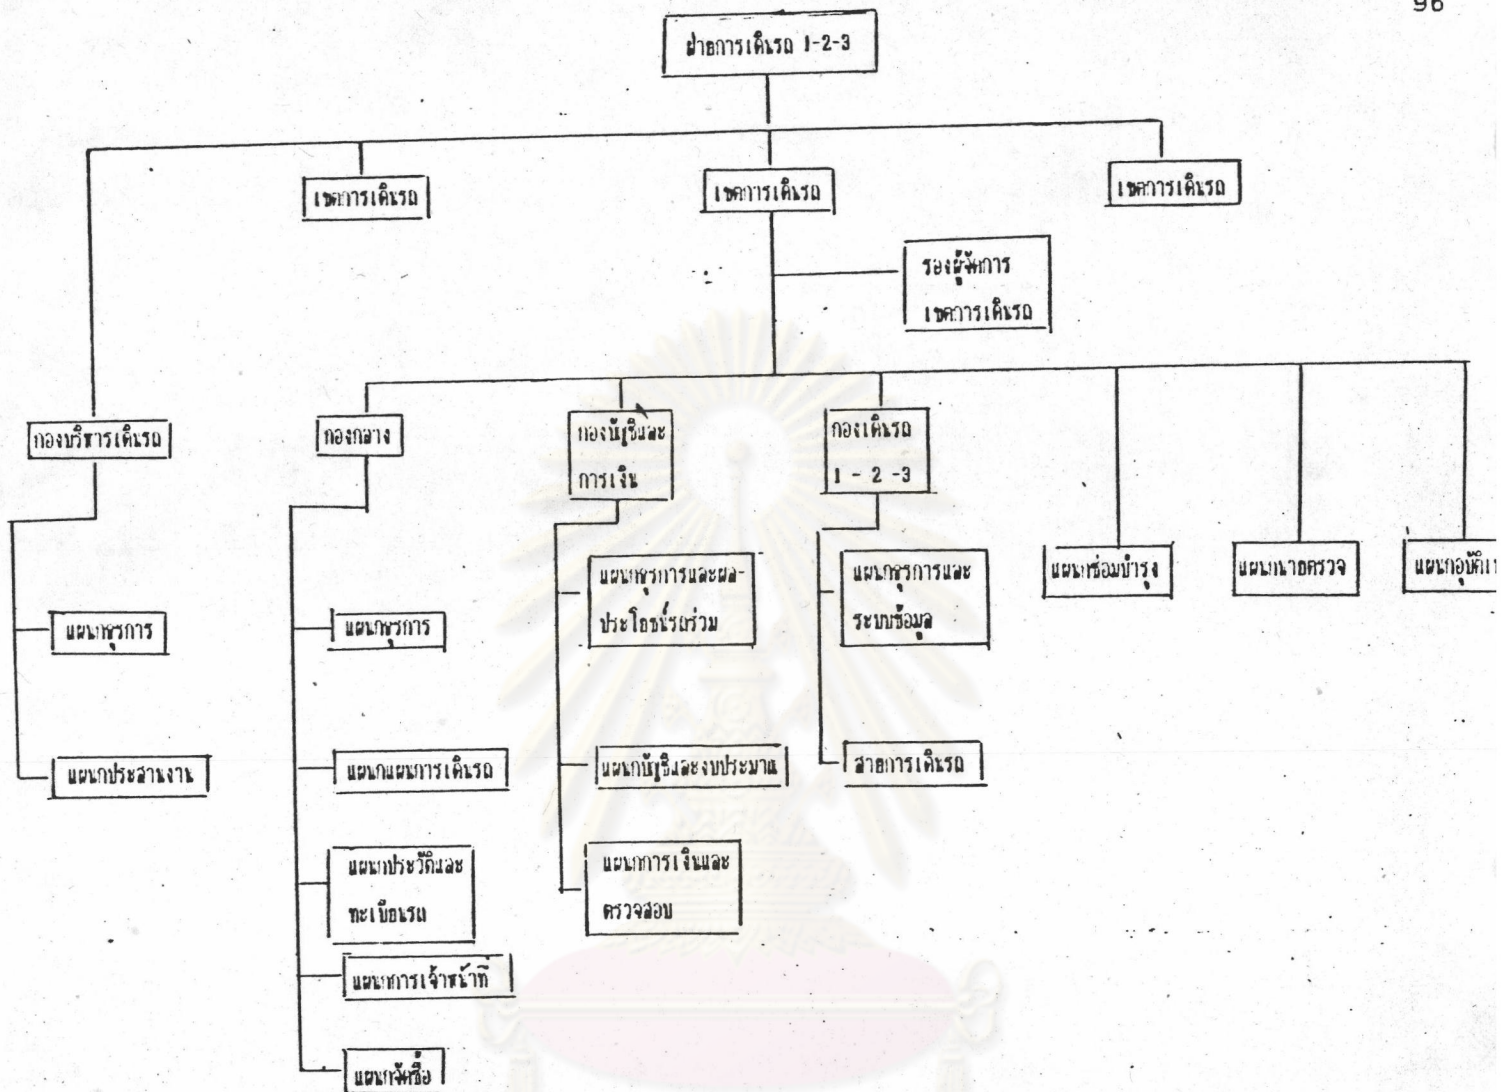 96
ฝ่ายการเดินรถ 1-2-3
เขตการเดินรถ
เขตการเดินรถ
เขตการเดินรถ
รองผู้จัดการ
เขตการเดินรถ
กองบริหารเดินรถ
กองกลาง
กองบัญชีและ
การเงิน
กองเดินรถ
1 - 2 -3
แผนกซ่อมบำรุง
แผนกนายตรวจ
แผนกอุบัติเห
แผนกธุรการ
แผนกประสานงาน
แผนกธุรการ
แผนกแผนการเดินรถ
แผนกประวัติและ
ทะเบียนรถ
แผนกการเจ้าหน้าที่
แผนกจัดซื้อ
แผนกธุรการและผล-
ประโยชน์รถร่วม
แผนกบัญชีและงบประมาณ
แผนกการเงินและ
ตรวจสอบ
แผนกธุรการและ
ระบบข้อมูล
สายการเดินรถ